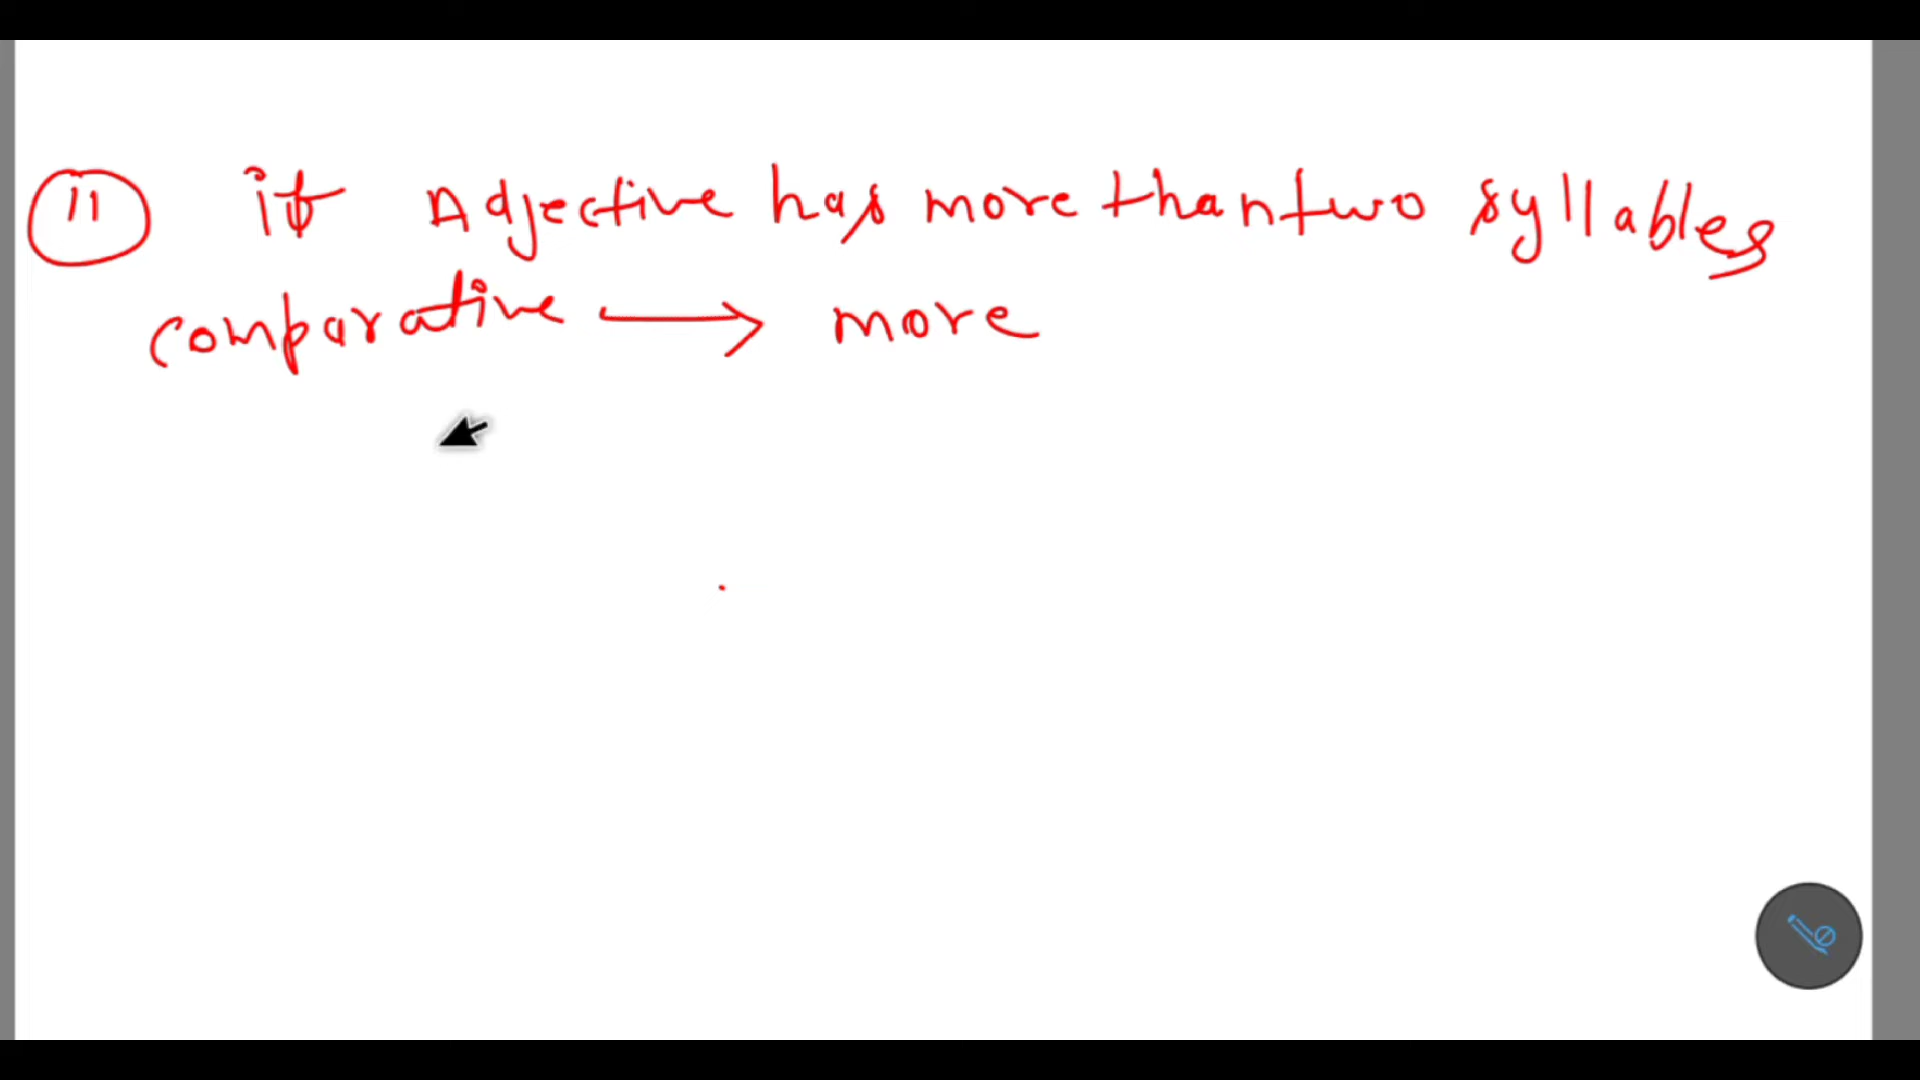 11 if Adjective has more than two syllables
comparative → more